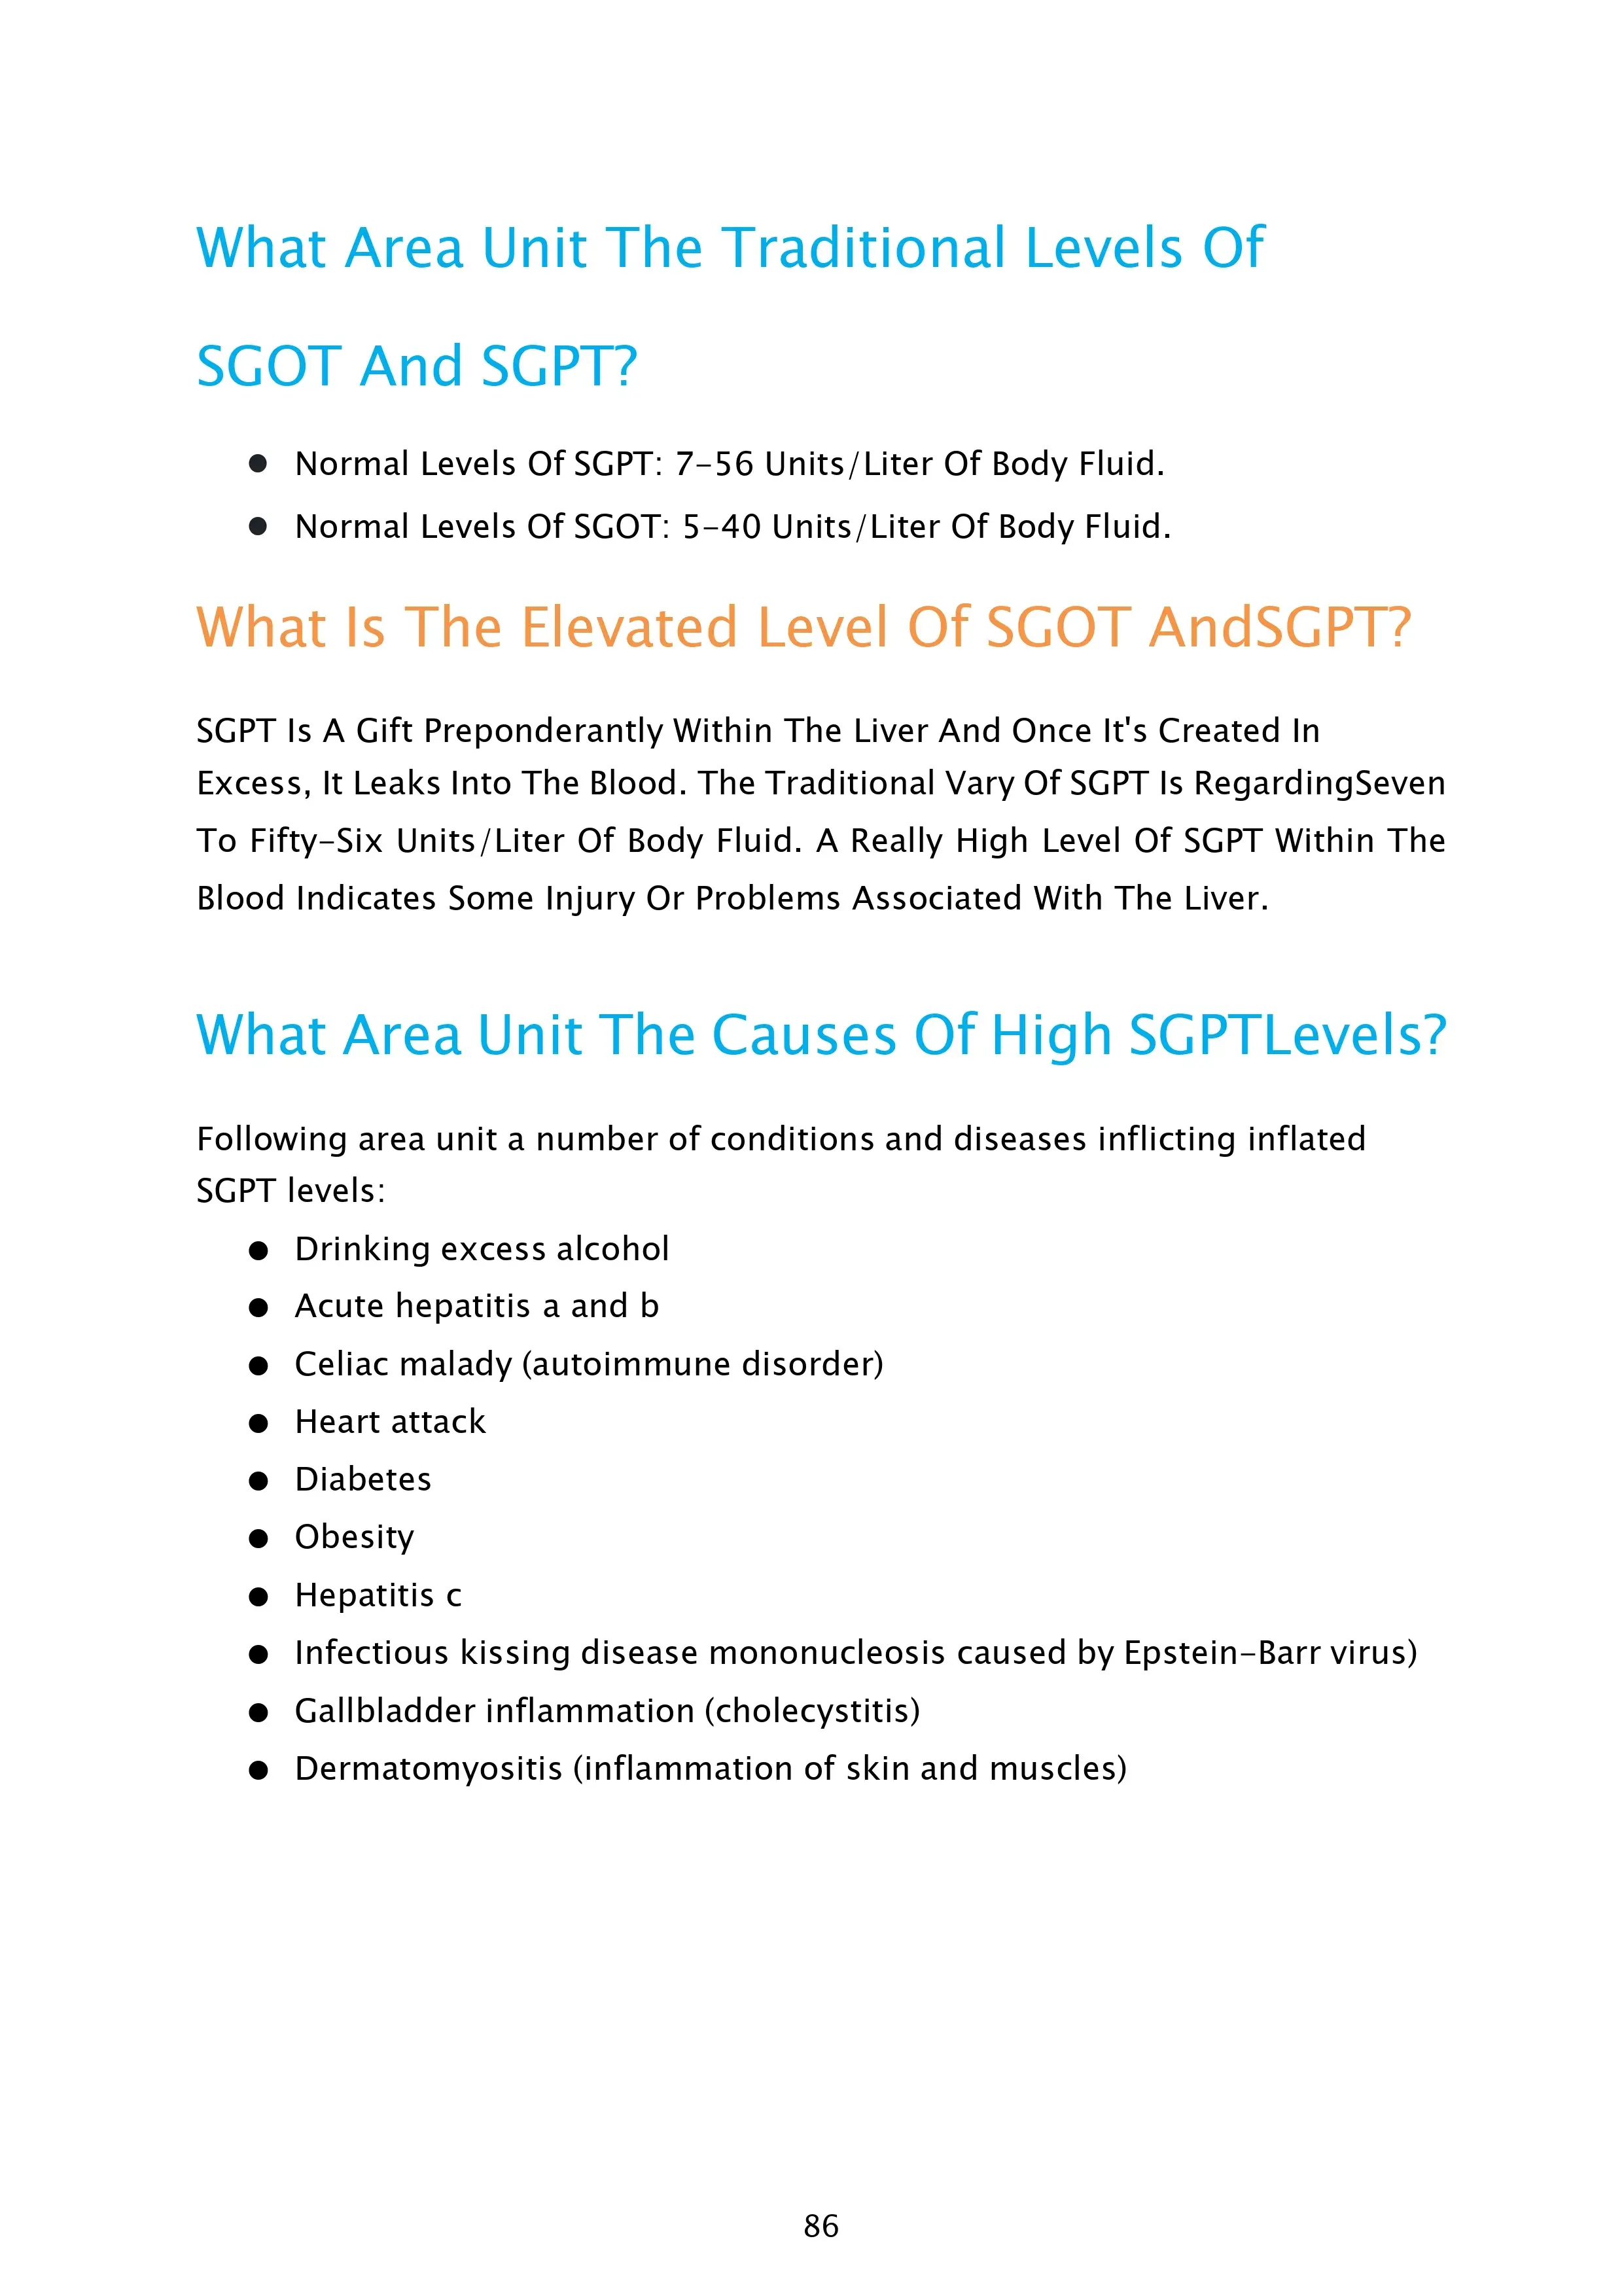 What Area Unit The Traditional Levels Of
SGOT And SGPT?
● Normal Levels Of SGPT: 7-56 Units/Liter Of Body Fluid.
● Normal Levels Of SGOT: 5-40 Units/Liter Of Body Fluid.
What Is The Elevated Level Of SGOT AndSGPT?
SGPT Is A Gift Preponderantly Within The Liver And Once It's Created In
Excess, It Leaks Into The Blood. The Traditional Vary Of SGPT Is RegardingSeven
To Fifty-Six Units/Liter Of Body Fluid. A Really High Level Of SGPT Within The
Blood Indicates Some Injury Or Problems Associated With The Liver.
What Area Unit The Causes Of High SGPTLevels?
Following area unit a number of conditions and diseases inflicting inflated
SGPT levels:
● Drinking excess alcohol
● Acute hepatitis a and b
● Celiac malady (autoimmune disorder)
● Heart attack
● Diabetes
● Obesity
● Hepatitis c
● Infectious kissing disease mononucleosis caused by Epstein-Barr virus)
● Gallbladder inflammation (cholecystitis)
● Dermatomyositis (inflammation of skin and muscles)
86